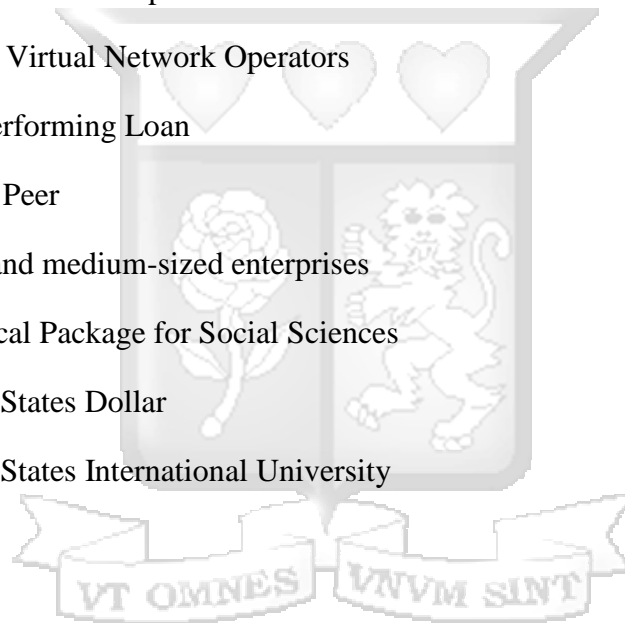 Virtual Network Operators
erforming Loan
Peer
and medium-sized enterprises
cal Package for Social Sciences
States Dollar
States International University
VT OMNES VNVM SINT